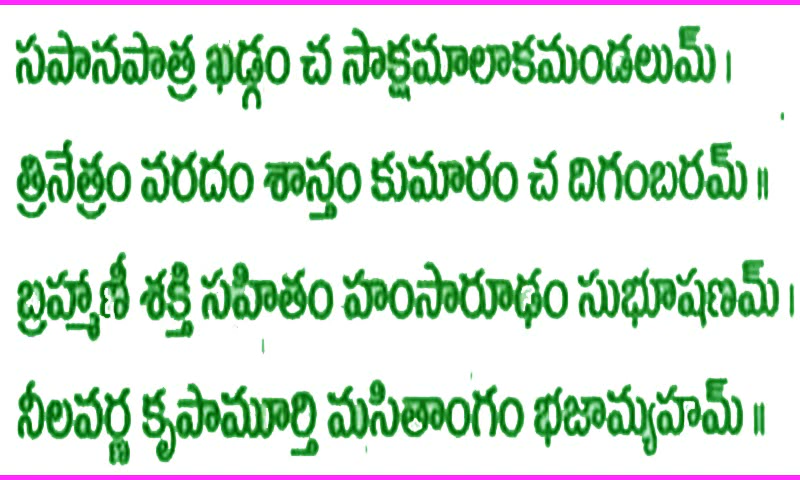 సపానపాత్ర ఖడ్గం చ సాక్షమాలాకమండలుమ్ |
త్రినేత్రం వరదం శాన్తం కుమారం చ దిగంబరమ్ ||
బ్రహ్మాణీ శక్తి సహితం హంసారూఢం సుభూషణమ్ |
నీలవర్ణ కృపామూర్తి మసితాంగం భజామ్యహమ్ ||